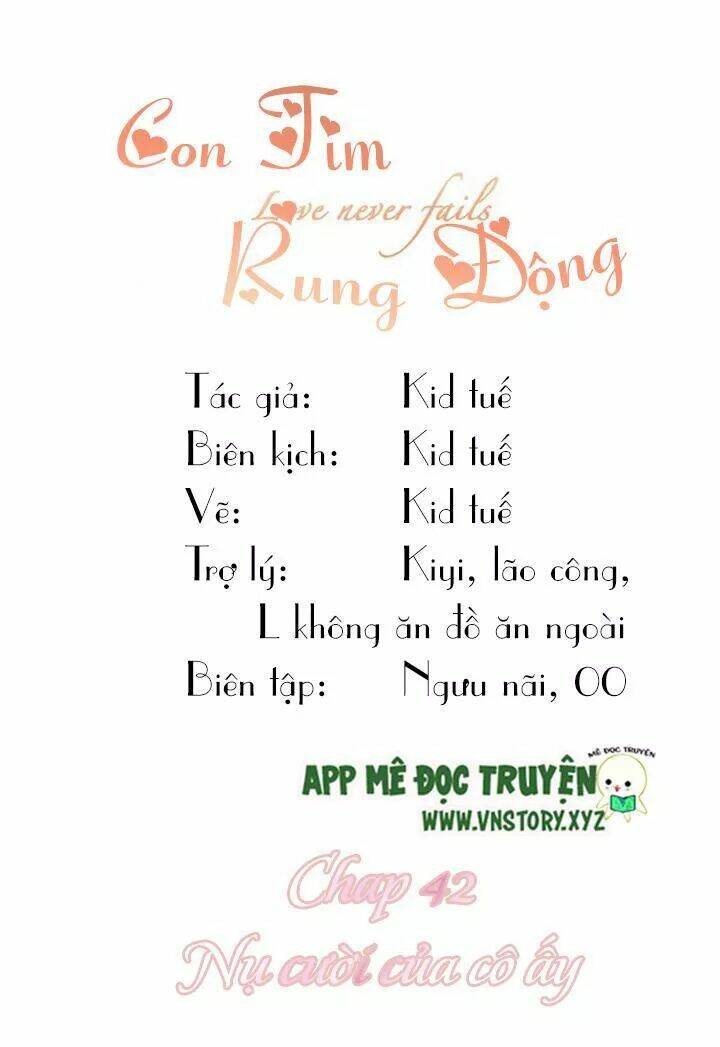 Con Tim
Love never fails
Rung Động
Tác giả: Kid tuế
Biên kịch: Kid tuế
Vẽ: Kid tuế
Trợ lý: Kiyi, lão công,
L không ăn đồ ăn ngoài
Biên tập: Ngưu nãi, OO
MÊ ĐỌC TRUYỆN
APP MÊ ĐỌC TRUYỆN
WWW.VNSTORY.XYZ
Chap 42
Nụ cười của cô ấy